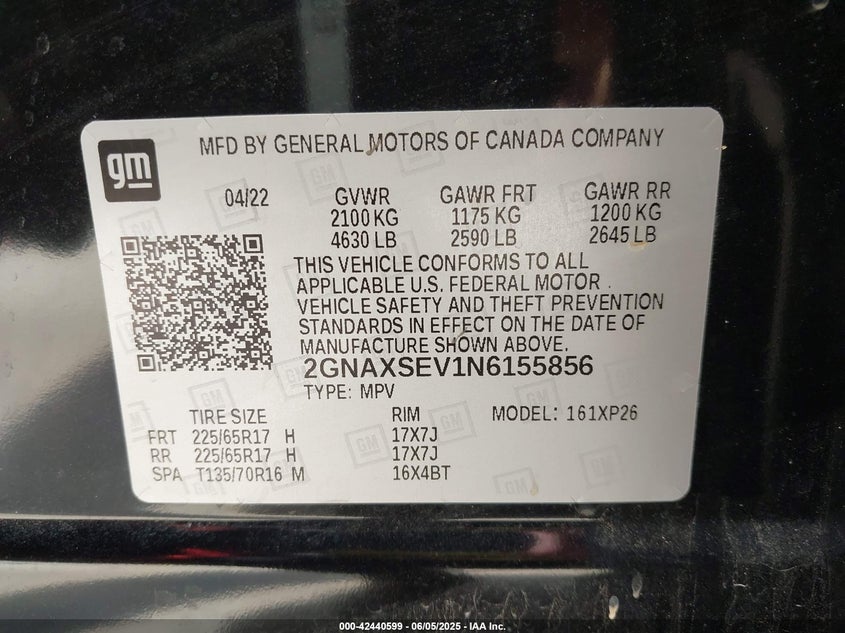 gm
MFD BY GENERAL MOTORS OF CANADA COMPANY
04/22 GVWR GAWR FRT GAWR RR
2100 KG 1175 KG 1200 KG
4630 LB 2590 LB 2645 LB
THIS VEHICLE CONFORMS TO ALL
APPLICABLE U.S. FEDERAL MOTOR
VEHICLE SAFETY AND THEFT PREVENTION
STANDARDS IN EFFECT ON THE DATE OF
MANUFACTURE SHOWN ABOVE.
2GNAXSEV1N6155856
TYPE: MPV
TIRE SIZE RIM MODEL: 161XP26
FRT 225/65R17 H 17X7J
RR 225/65R17 H 17X7J
SPA T135/70R16 M 16X4BT
000-42440599 - 06/05/2025 - IAA Inc.